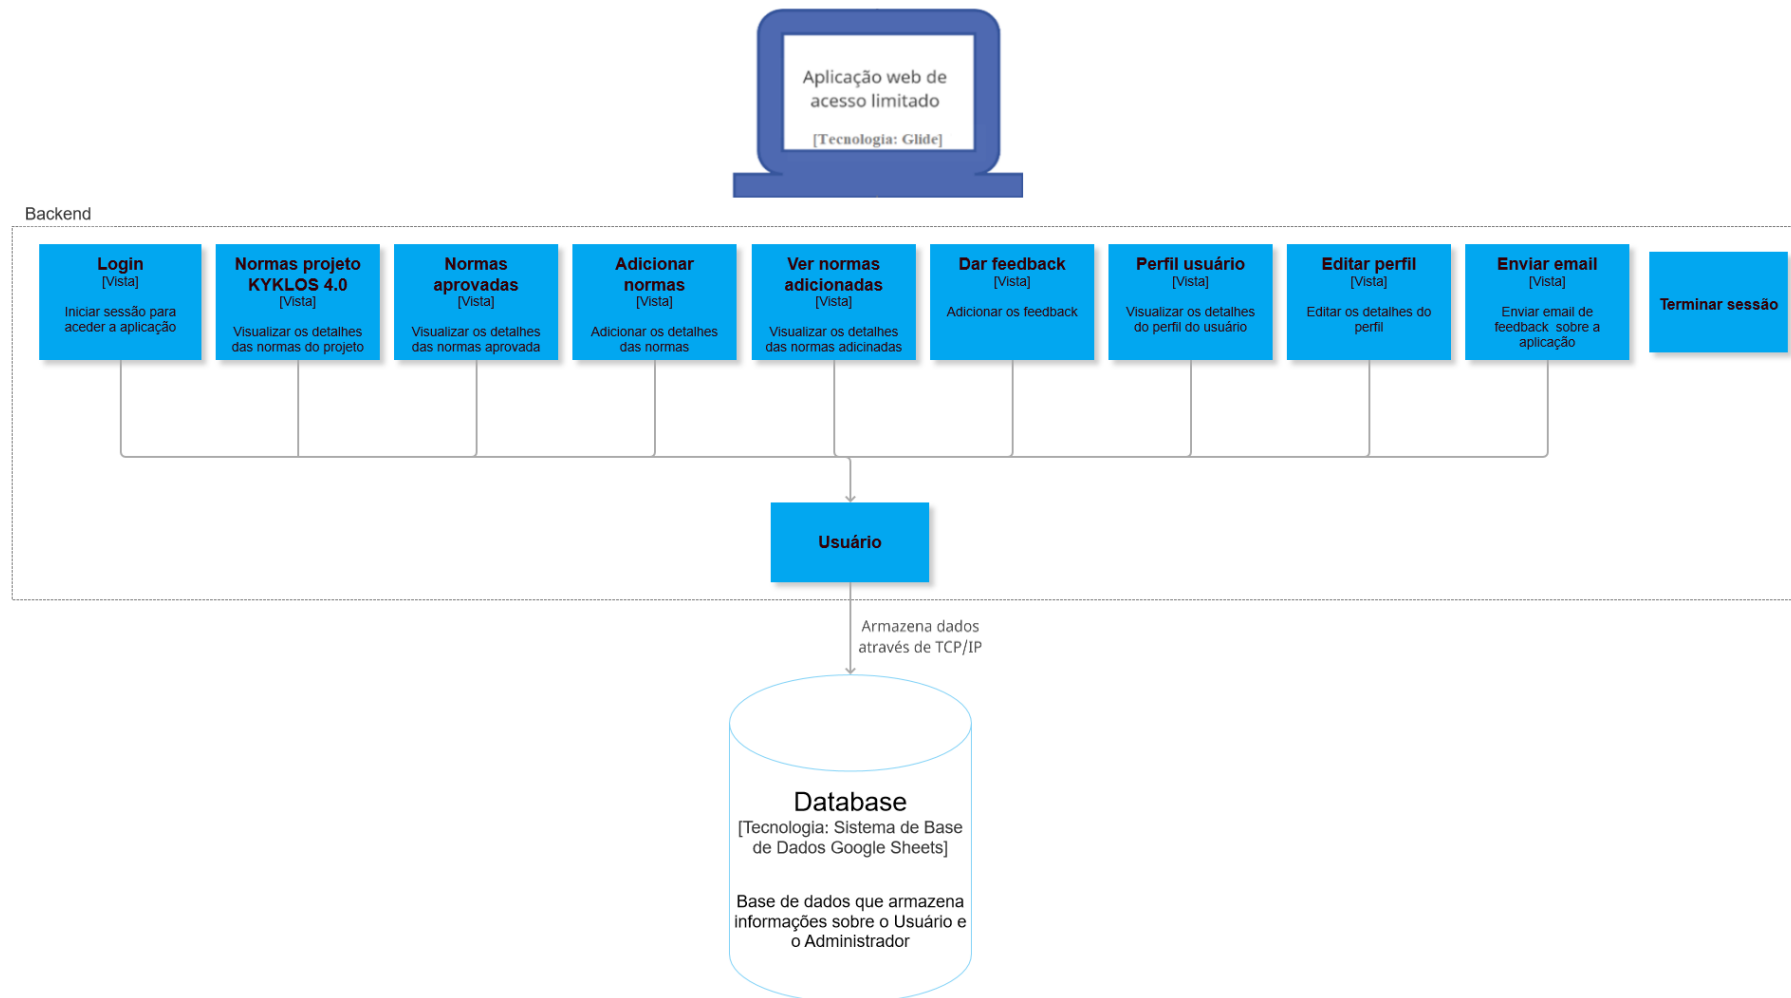 Aplicação web de
acesso limitado
[Tecnologia: Glide]
Backend
Login
[Vista]
Iniciar sessão para
aceder a aplicação
Normas projeto
KYKLOS 4.0
[Vista]
Visualizar os detalhes
das normas do projeto
Normas
aprovadas
[Vista]
Visualizar os detalhes
das normas aprovada
Adicionar
normas
[Vista]
Adicionar os detalhes
das normas
Ver normas
adicionadas
[Vista]
Visualizar os detalhes
das normas adicinadas
Dar feedback
[Vista]
Adicionar os feedback
Perfil usuário
[Vista]
Visualizar os detalhes
do perfil do usuário
Editar perfil
[Vista]
Editar os detalhes do
perfil
Enviar email
[Vista]
Enviar email de
feedback sobre a
aplicação
Terminar sessão
Usuário
Armazena dados
através de TCP/IP
Database
[Tecnologia: Sistema de Base
de Dados Google Sheets]
Base de dados que armazena
informações sobre o Usuário e
o Administrador